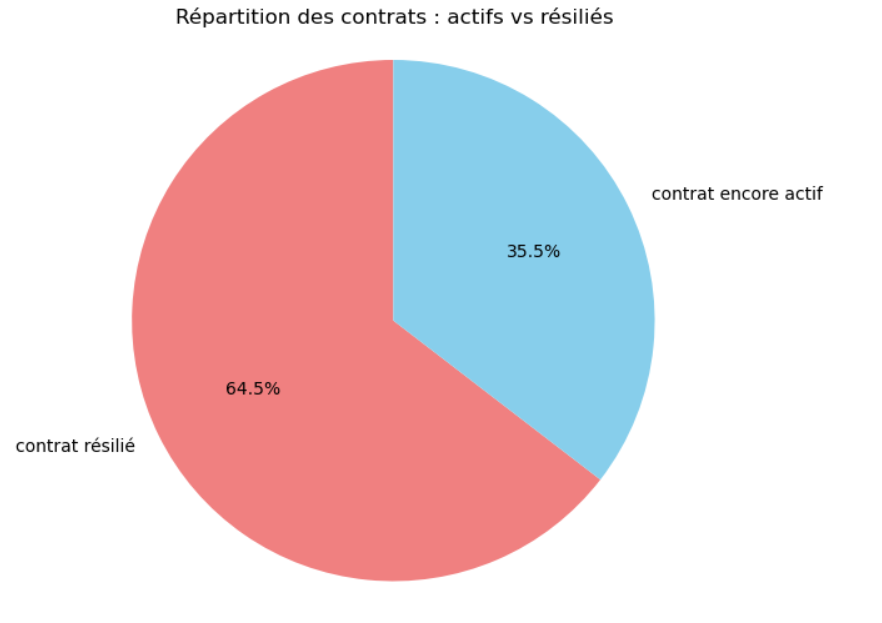 Répartition des contrats : actifs vs résiliés
contrat encore actif
35.5%
64.5%
contrat résilié